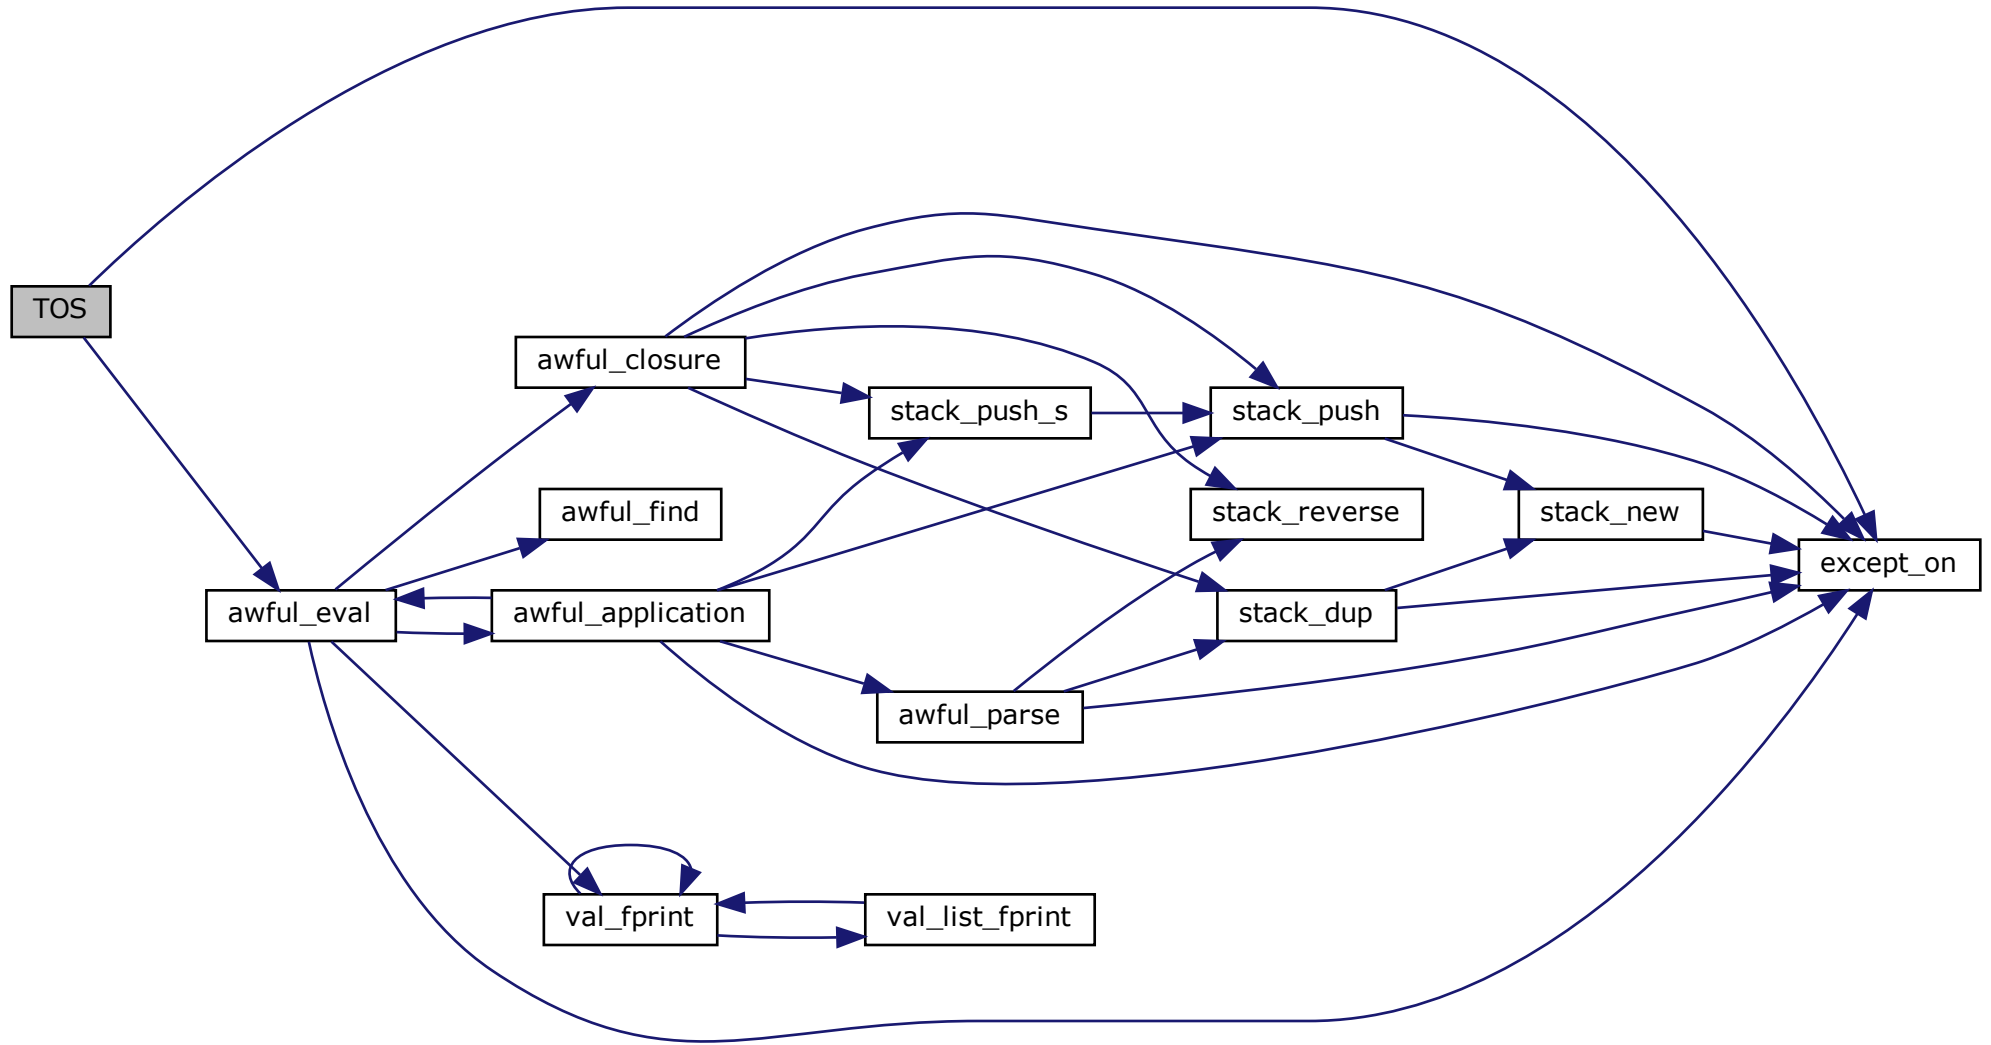 TOS
awful_closure
stack_push_s
stack_push
awful_find
stack_reverse
stack_new
except_on
awful_eval
awful_application
stack_dup
awful_parse
val_fprint
val_list_fprint